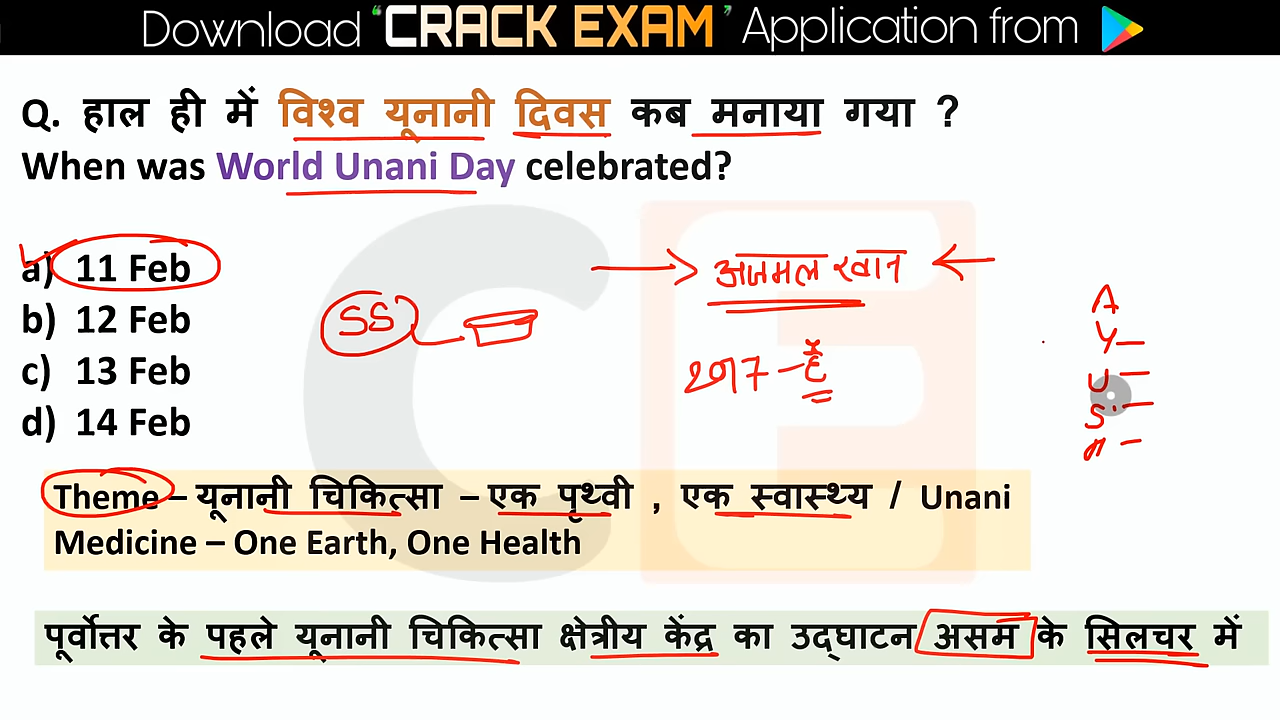 Download "CRACK EXAM" Application from
Q. हाल ही में विश्व यूनानी दिवस कब मनाया गया ?
When was World Unani Day celebrated?
a) 11 Feb
b) 12 Feb
c) 13 Feb
d) 14 Feb
SS
अजमल खान
2017 –
A
Y
U
S
H
Theme – यूनानी चिकित्सा – एक पृथ्वी , एक स्वास्थ्य / Unani
Medicine – One Earth, One Health
पूर्वोत्तर के पहले यूनानी चिकित्सा क्षेत्रीय केंद्र का उद्घाटन असम के सिलचर में